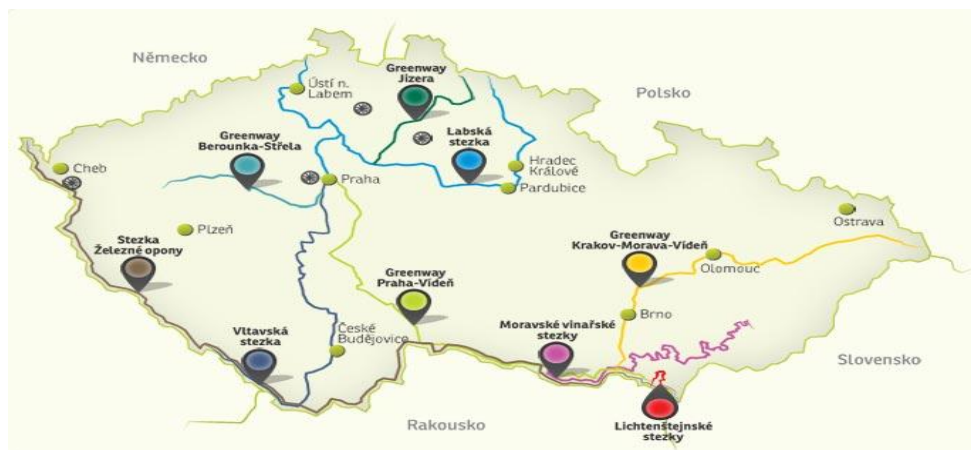 Německo
Polsko
Slovensko
Rakousko
Ústí n.
Labem
Greenway
Jizera
Greenway
Berounka-Střela
Labská
stezka
Hradec
Králové
Cheb
Praha
Pardubice
Plzeň
Ostrava
Stezka
Železné opony
Greenway
Krakov-Morava-Vídeň
Olomouc
Greenway
Praha-Vídeň
Brno
Vltavská
stezka
České
Budějovice
Moravské vinařské
stezky
Lichtenštejnské
stezky